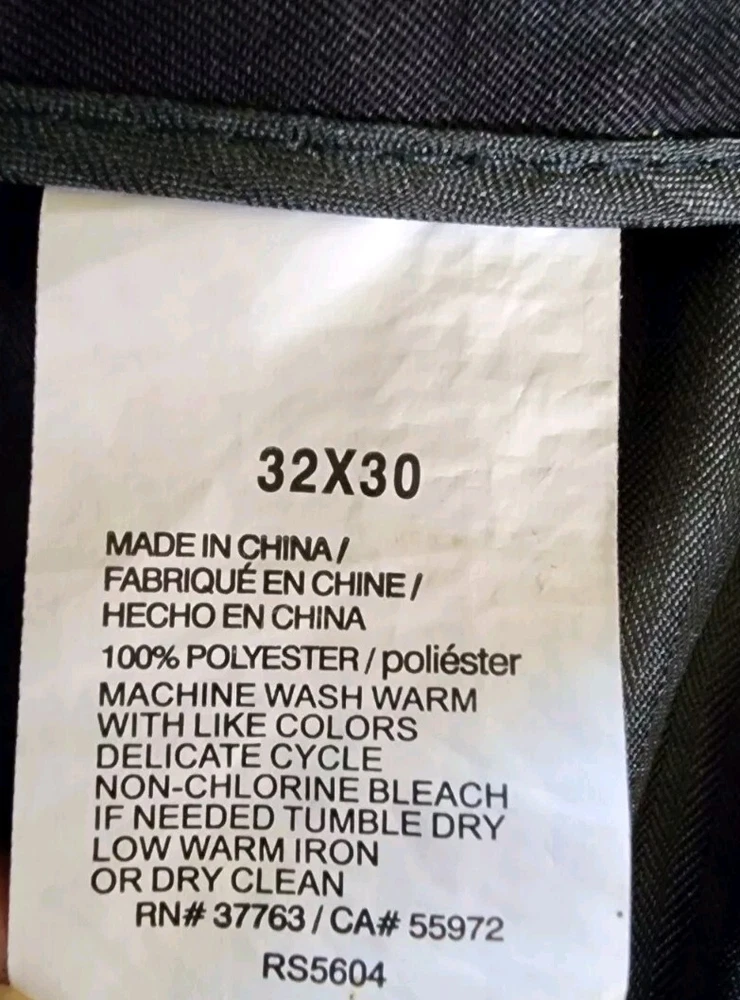 32X30
MADE IN CHINA /
FABRIQUÉ EN CHINE /
HECHO EN CHINA
100% POLYESTER / poliéster
MACHINE WASH WARM
WITH LIKE COLORS
DELICATE CYCLE
NON-CHLORINE BLEACH
IF NEEDED TUMBLE DRY
LOW WARM IRON
OR DRY CLEAN
RN# 37763 / CA# 55972
RS5604